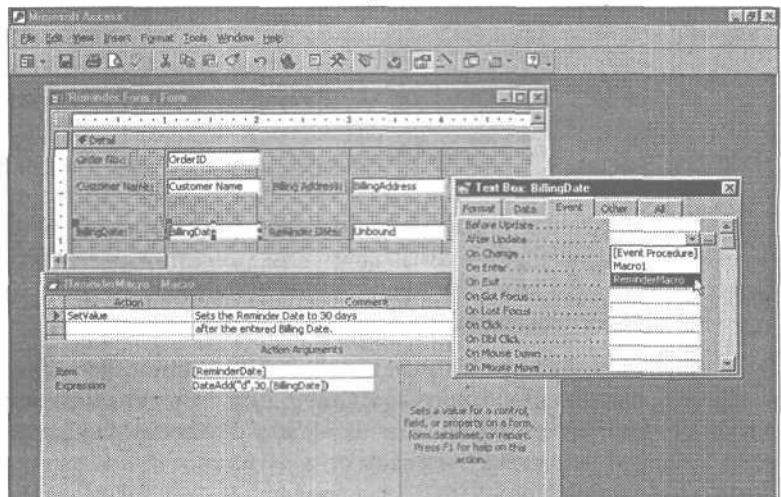 Microsoft Access
File Edit View Insert Format Tools Window Help
Reminder Form : Form
Detail
Order No.: OrderID
Customer Name: Customer Name Billing Address: BillingAddress
BillingDate: BillingDate Reminder Date: Unbound
Text Box: BillingDate
Format Data Event Other All
Before Update
After Update
On Change
On Enter
On Exit
On Got Focus
On Lost Focus
On Click
On Dbl Click
On Mouse Down
On Mouse Move
[Event Procedure]
Macro1
ReminderMacro
ReminderMacro : Macro
Action Comment
SetValue Sets the Reminder Date to 30 days
after the entered Billing Date.
Action Arguments
Item [ReminderDate]
Expression DateAdd("d",30,[BillingDate])
Sets a value for a control,
field, or property on a form,
form datasheet, or report.
Press F1 for help on this
action.